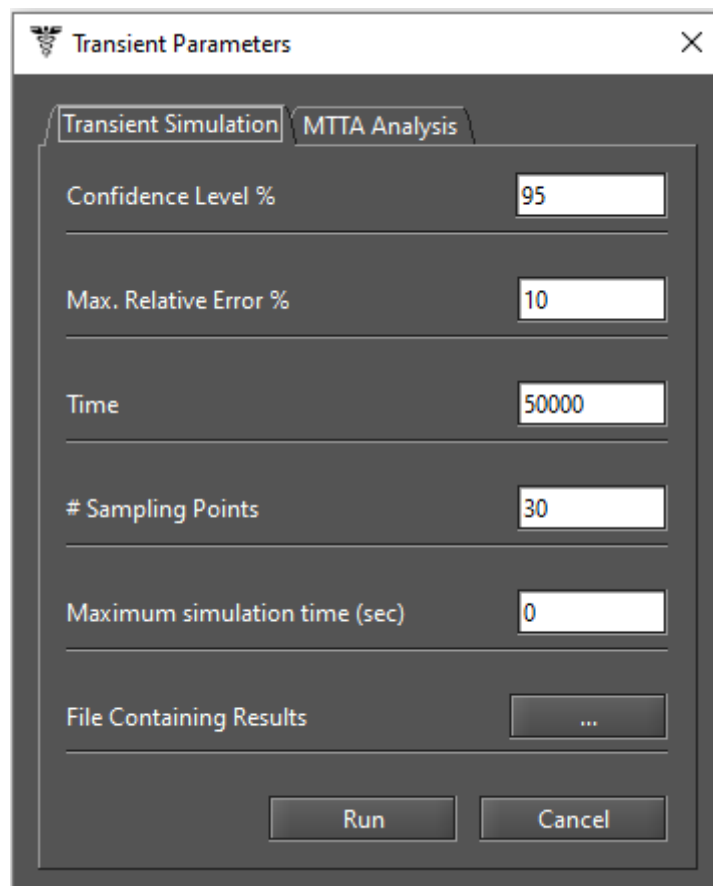 Transient Parameters
Transient Simulation MTTA Analysis
Confidence Level % 95
Max. Relative Error % 10
Time 50000
# Sampling Points 30
Maximum simulation time (sec) 0
File Containing Results ...
Run Cancel